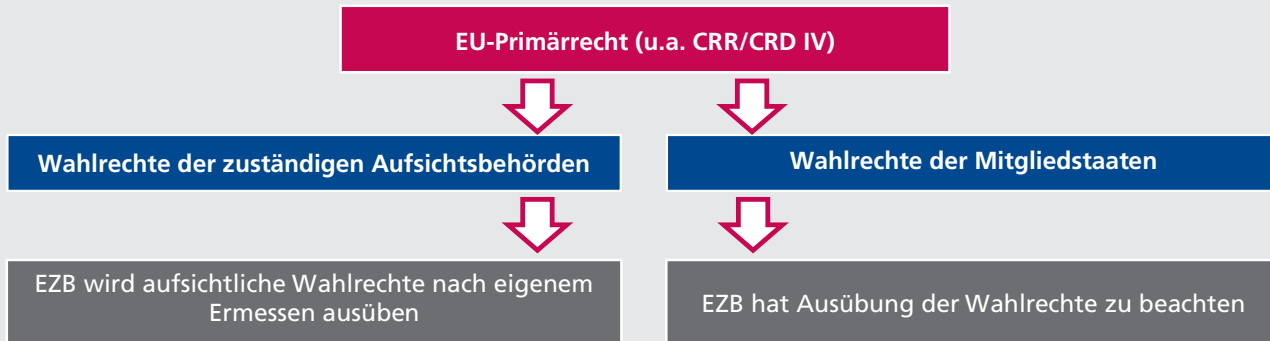 EU-Primärrecht (u.a. CRR/CRD IV)
Wahlrechte der zuständigen Aufsichtsbehörden
Wahlrechte der Mitgliedstaaten
EZB wird aufsichtliche Wahlrechte nach eigenem
Ermessen ausüben
EZB hat Ausübung der Wahlrechte zu beachten